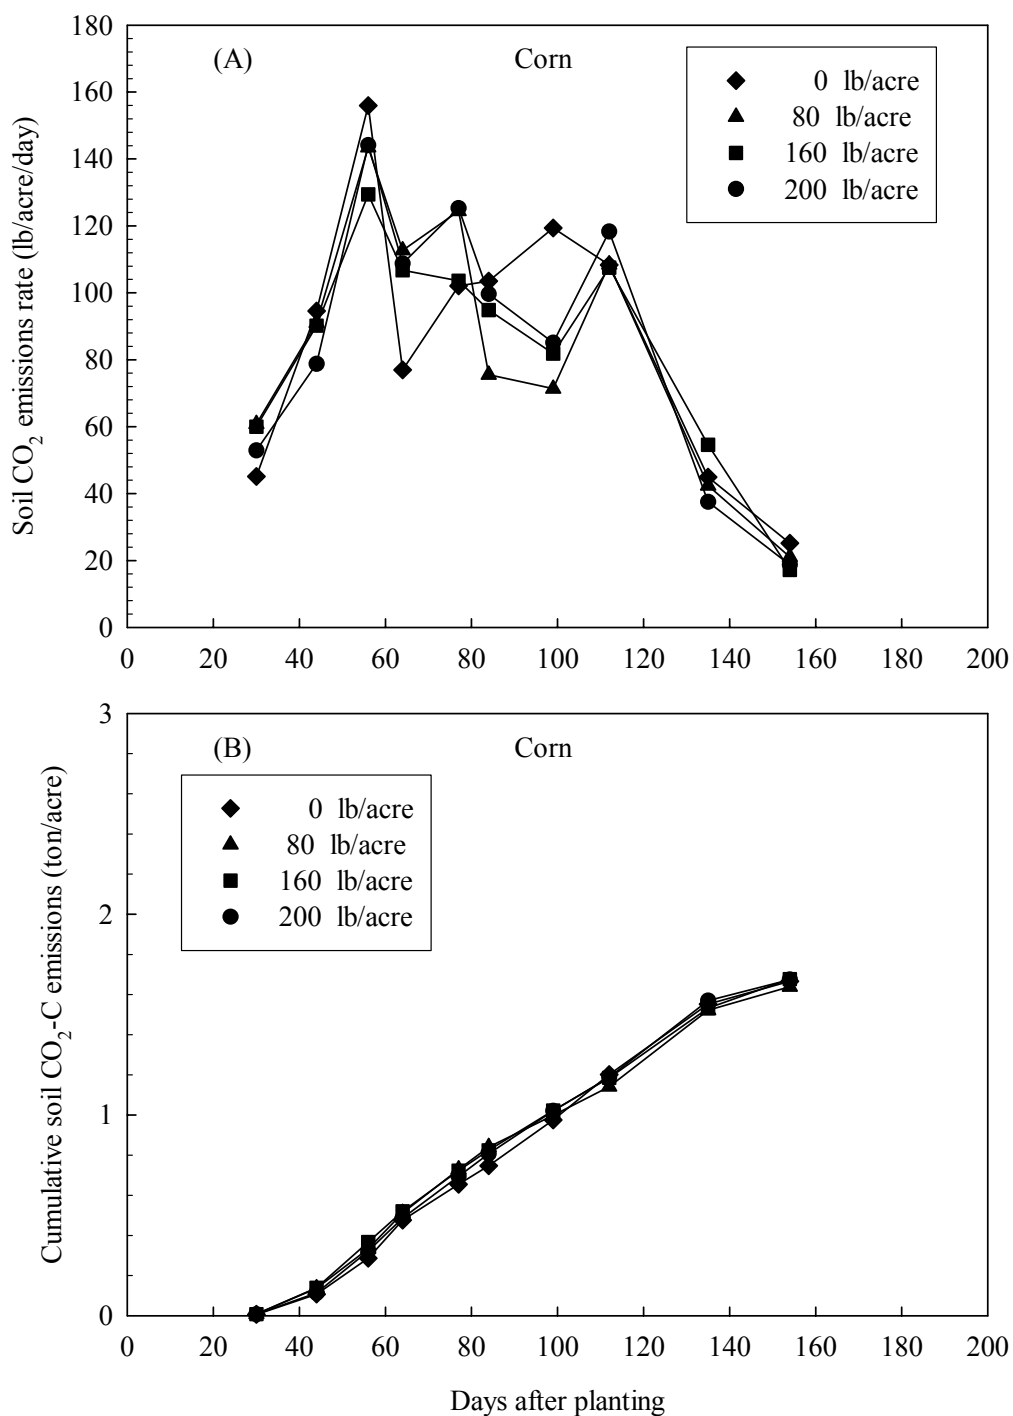 (A) Corn
0 lb/acre
80 lb/acre
160 lb/acre
200 lb/acre
Soil CO₂ emissions rate (lb/acre/day)
180
160
140
120
100
80
60
40
20
0
0 20 40 60 80 100 120 140 160 180 200
(B) Corn
0 lb/acre
80 lb/acre
160 lb/acre
200 lb/acre
Cumulative soil CO₂-C emissions (ton/acre)
3
2
1
0
0 20 40 60 80 100 120 140 160 180 200
Days after planting